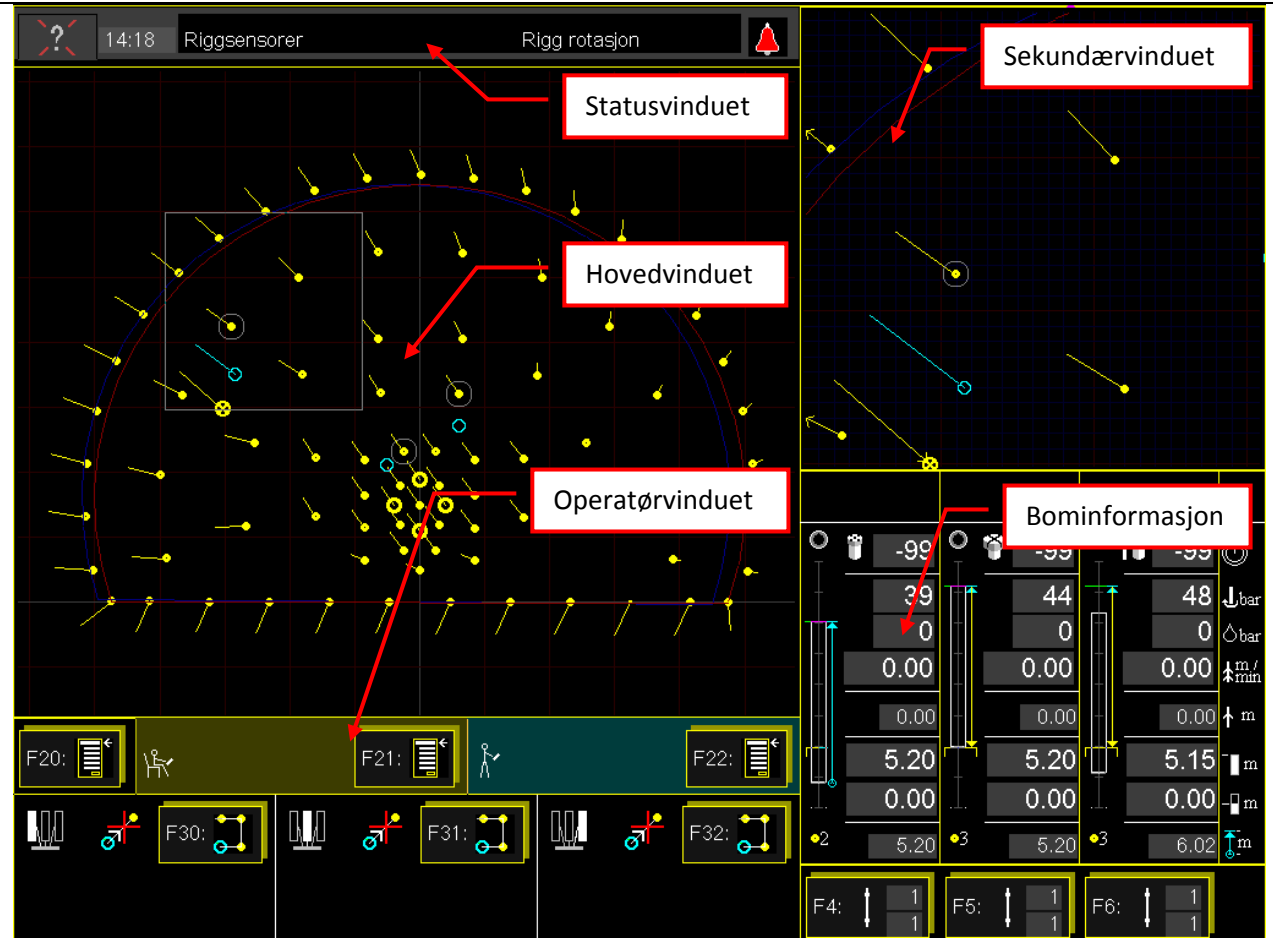 ? 14:18 Riggsensorer Rigg rotasjon
Statusvinduet
Sekundærvinduet
Hovedvinduet
Operatørvinduet
Bominformasjon
-99 -99 -99
39 44 48 bar
0 0 0 bar
0.00 0.00 0.00 m/min
0.00 0.00 0.00 m
5.20 5.20 5.15 m
0.00 0.00 0.00 m
2 5.20 3 5.20 3 6.02 m
F20: F21: F22:
F30: F31: F32:
F4: 1 F5: 1 F6: 1
1 1 1